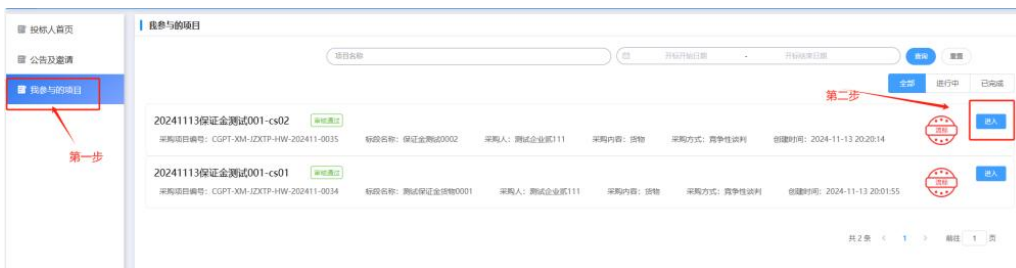 投标人首页
公告及邀请
我参与的项目
第一步
我参与的项目
项目名称
开标开始日期 - 开标结束日期
查询 重置
全部 进行中 已完成
第二步
20241113保证金测试001-cs02 审核通过
采购项目编号：CGPT-XM-JZXTP-HW-202411-0035 标段名称：保证金测试0002 采购人：测试企业贰111 采购内容：货物 采购方式：竞争性谈判 创建时间：2024-11-13 20:20:14
流标
进入
20241113保证金测试001-cs01 审核通过
采购项目编号：CGPT-XM-JZXTP-HW-202411-0034 标段名称：测试保证金货物0001 采购人：测试企业贰111 采购内容：货物 采购方式：竞争性谈判 创建时间：2024-11-13 20:01:55
流标
进入
共 2 条 < 1 > 前往 1 页